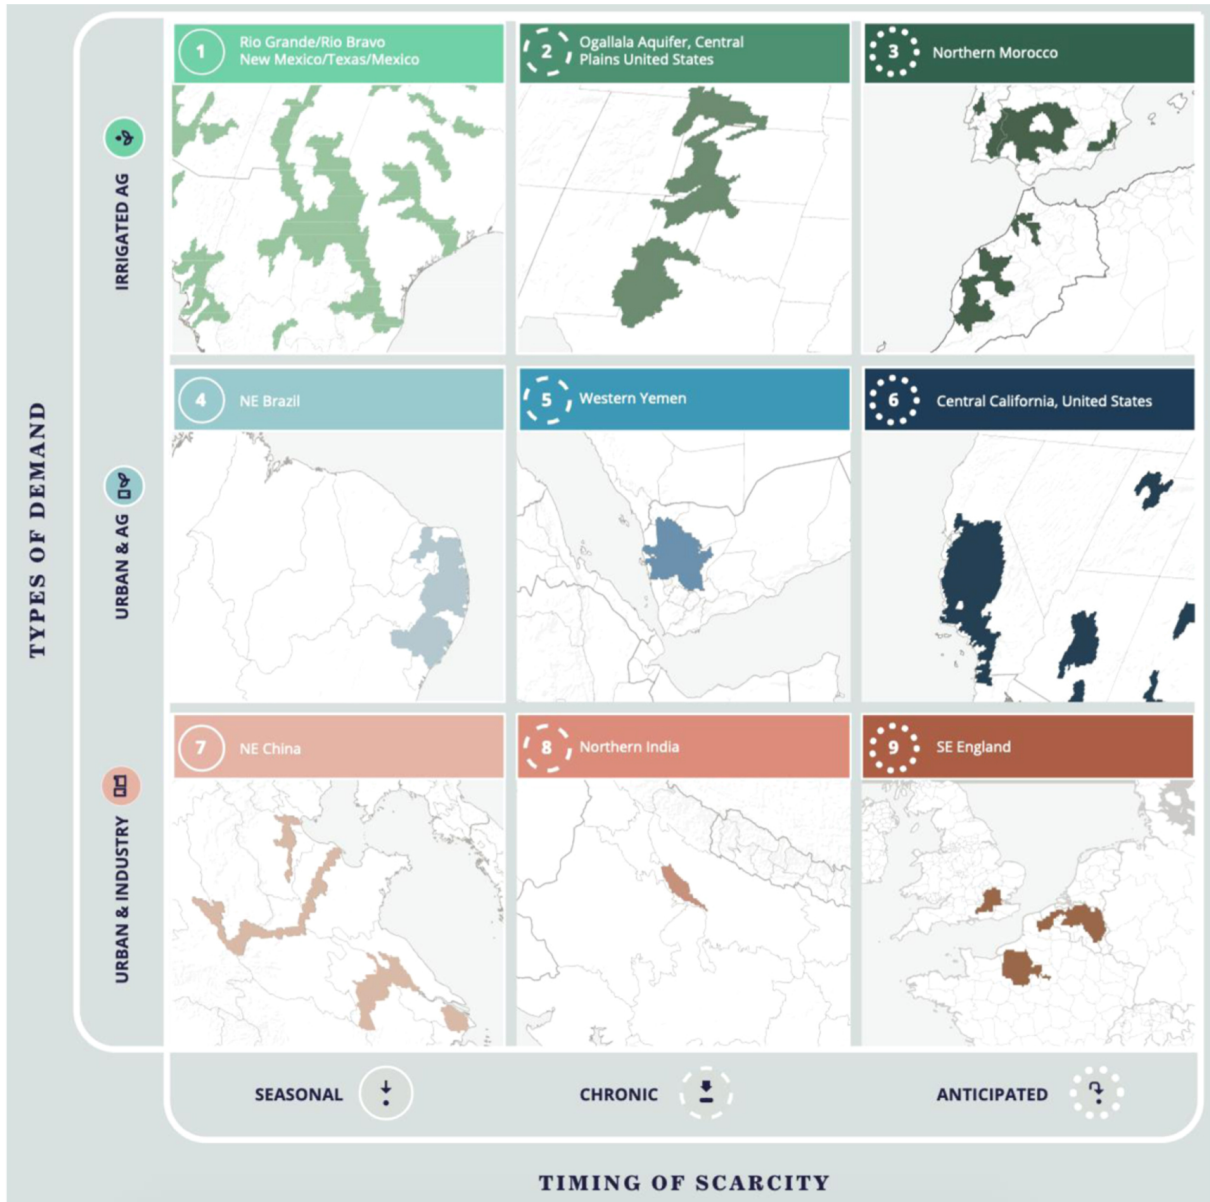 1
Rio Grande/Rio Bravo
New Mexico/Texas/Mexico
2
Ogallala Aquifer, Central
Plains United States
3
Northern Morocco
IRRIGATED AG
4
NE Brazil
5
Western Yemen
6
Central California, United States
URBAN & AG
TYPES OF DEMAND
7
NE China
8
Northern India
9
SE England
URBAN & INDUSTRY
SEASONAL
CHRONIC
ANTICIPATED
TIMING OF SCARCITY